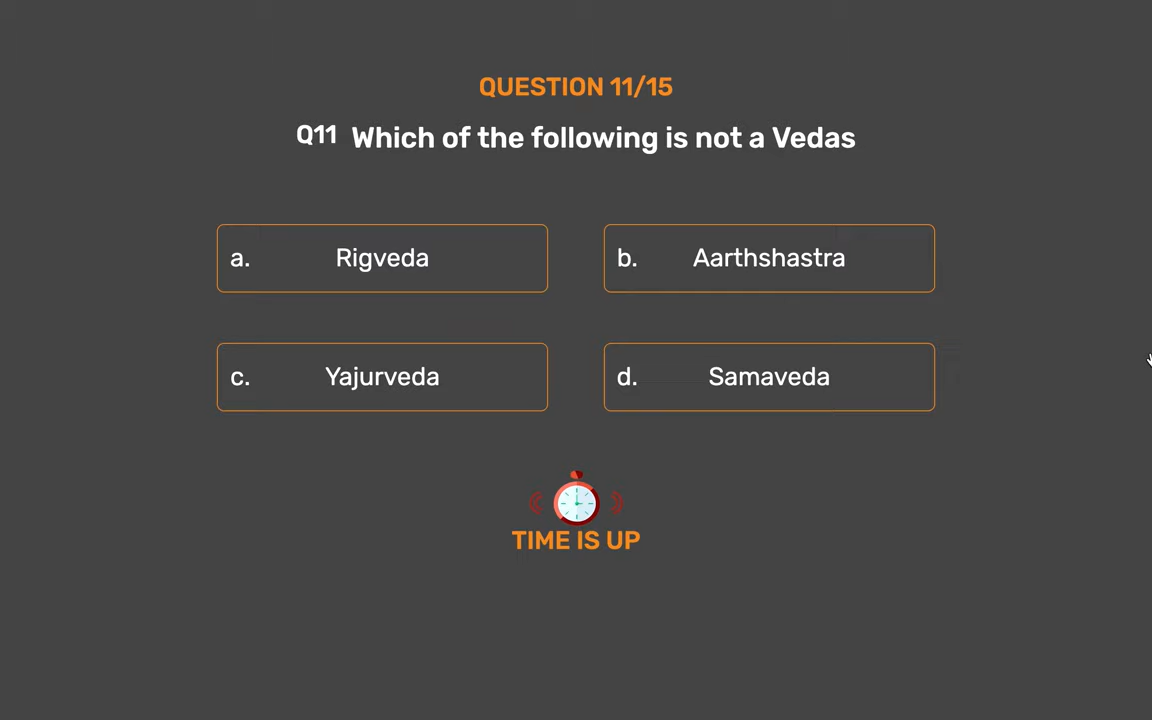 QUESTION 11/15
Q11 Which of the following is not a Vedas
a. Rigveda
b. Aarthshastra
c. Yajurveda
d. Samaveda
TIME IS UP